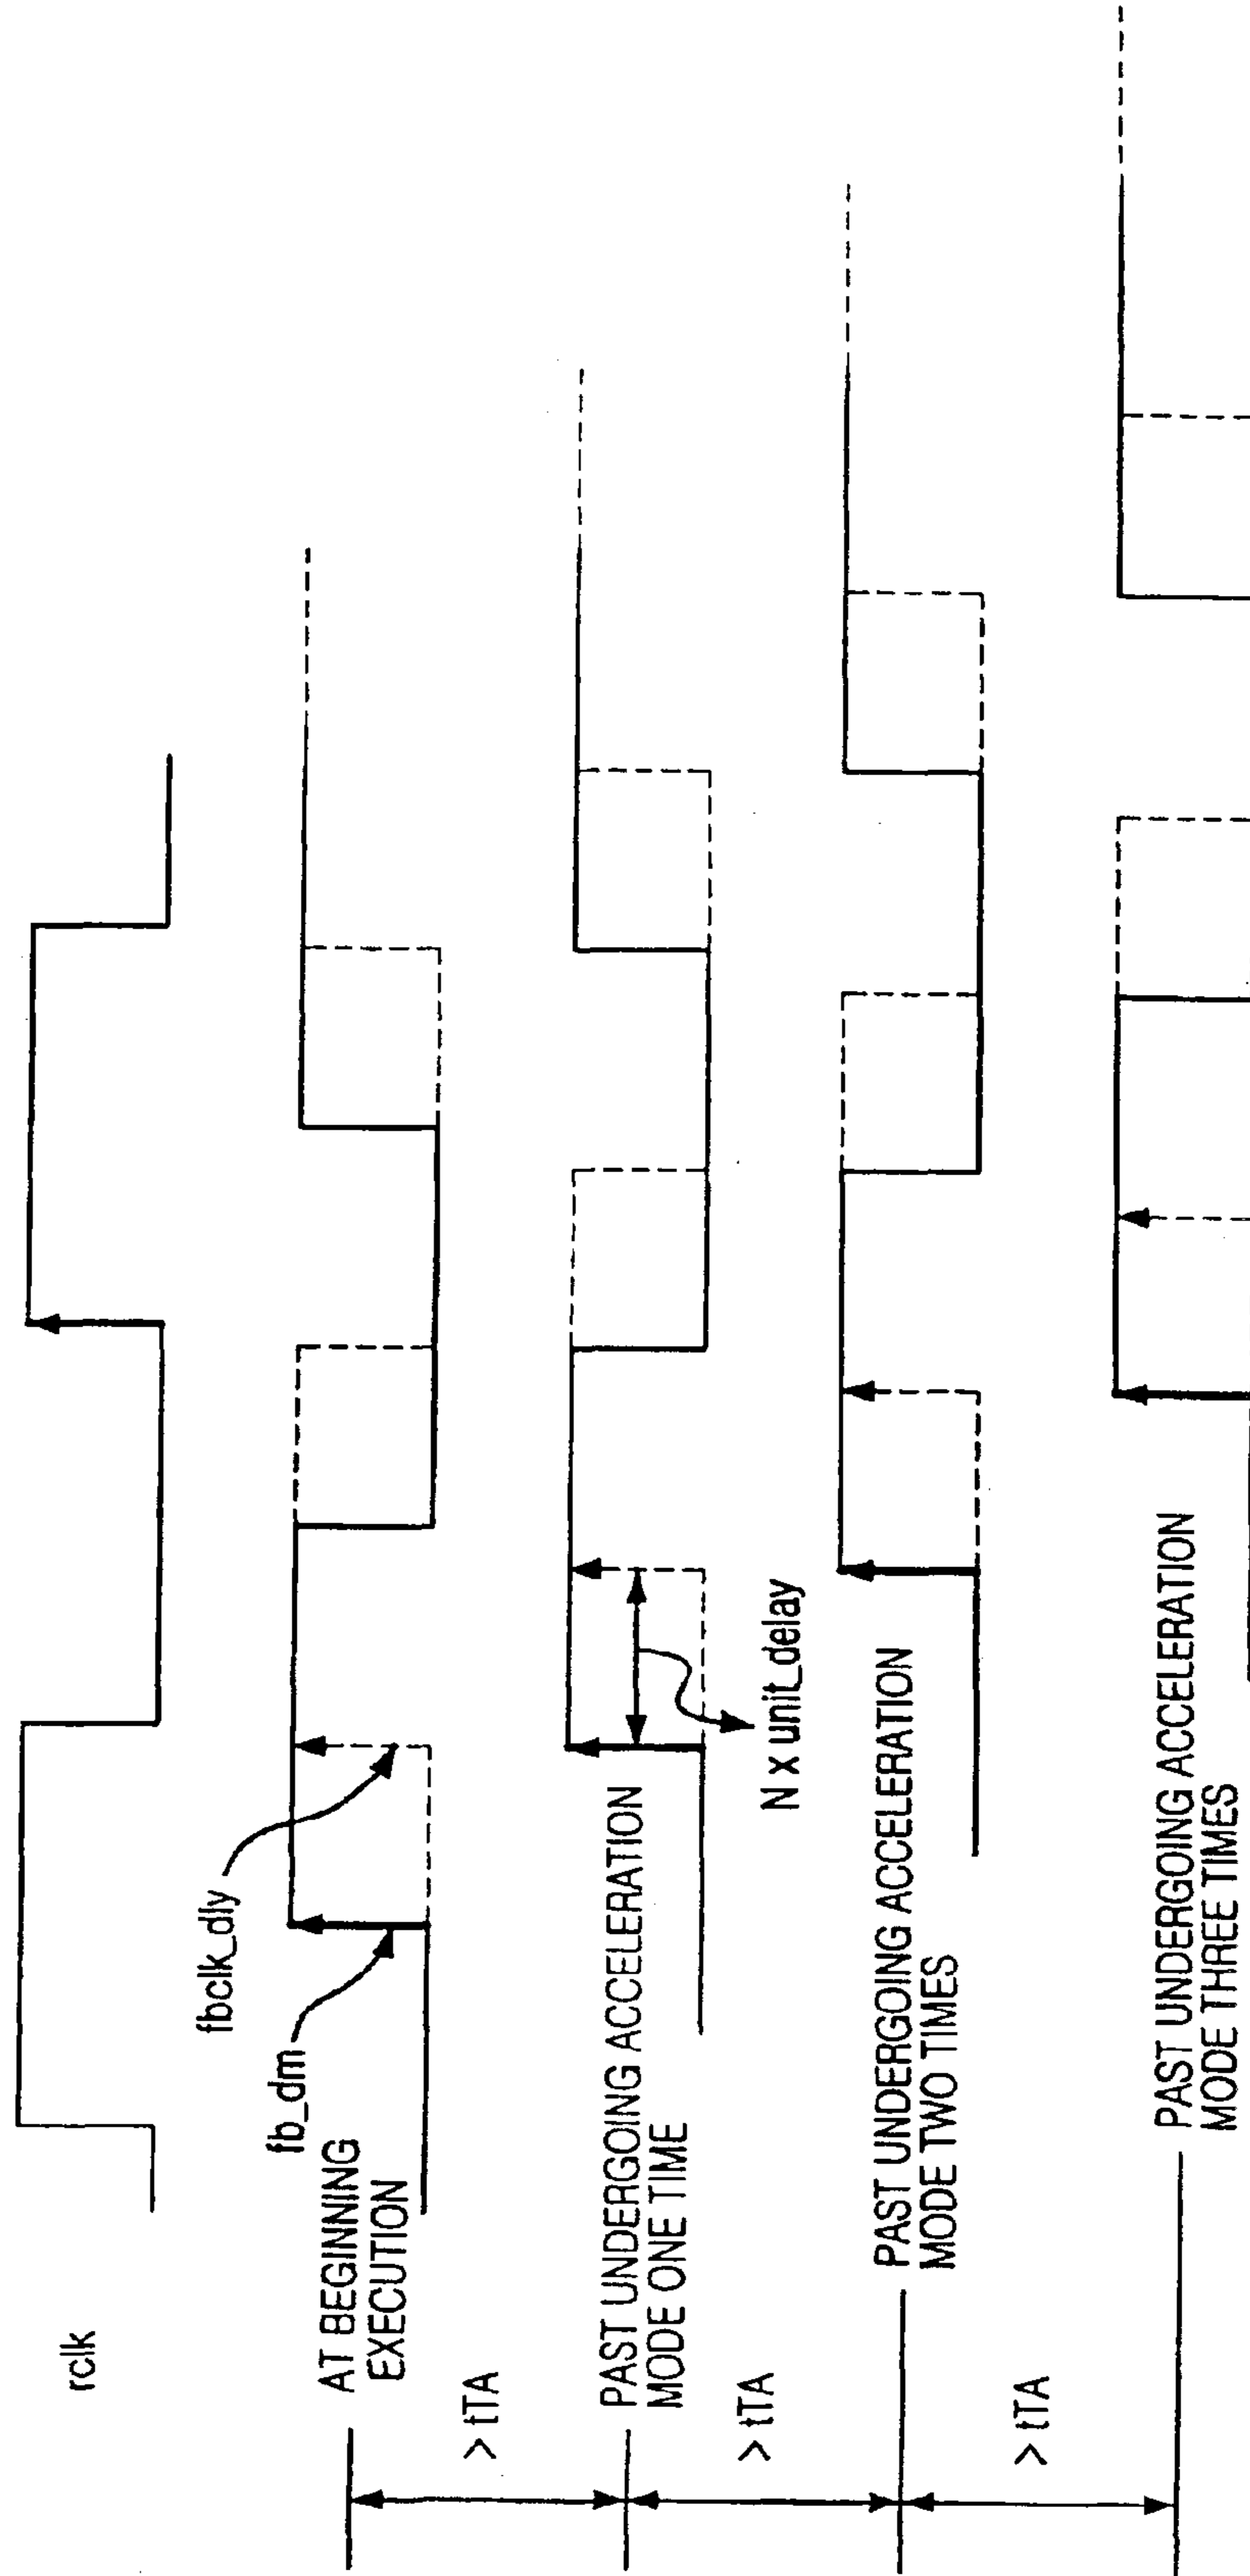 rclk
fbclk_dly
fb_dm
AT BEGINNING
EXECUTION
> tTA
PAST UNDERGOING ACCELERATION
MODE ONE TIME
N x unit_delay
> tTA
PAST UNDERGOING ACCELERATION
MODE TWO TIMES
> tTA
PAST UNDERGOING ACCELERATION
MODE THREE TIMES